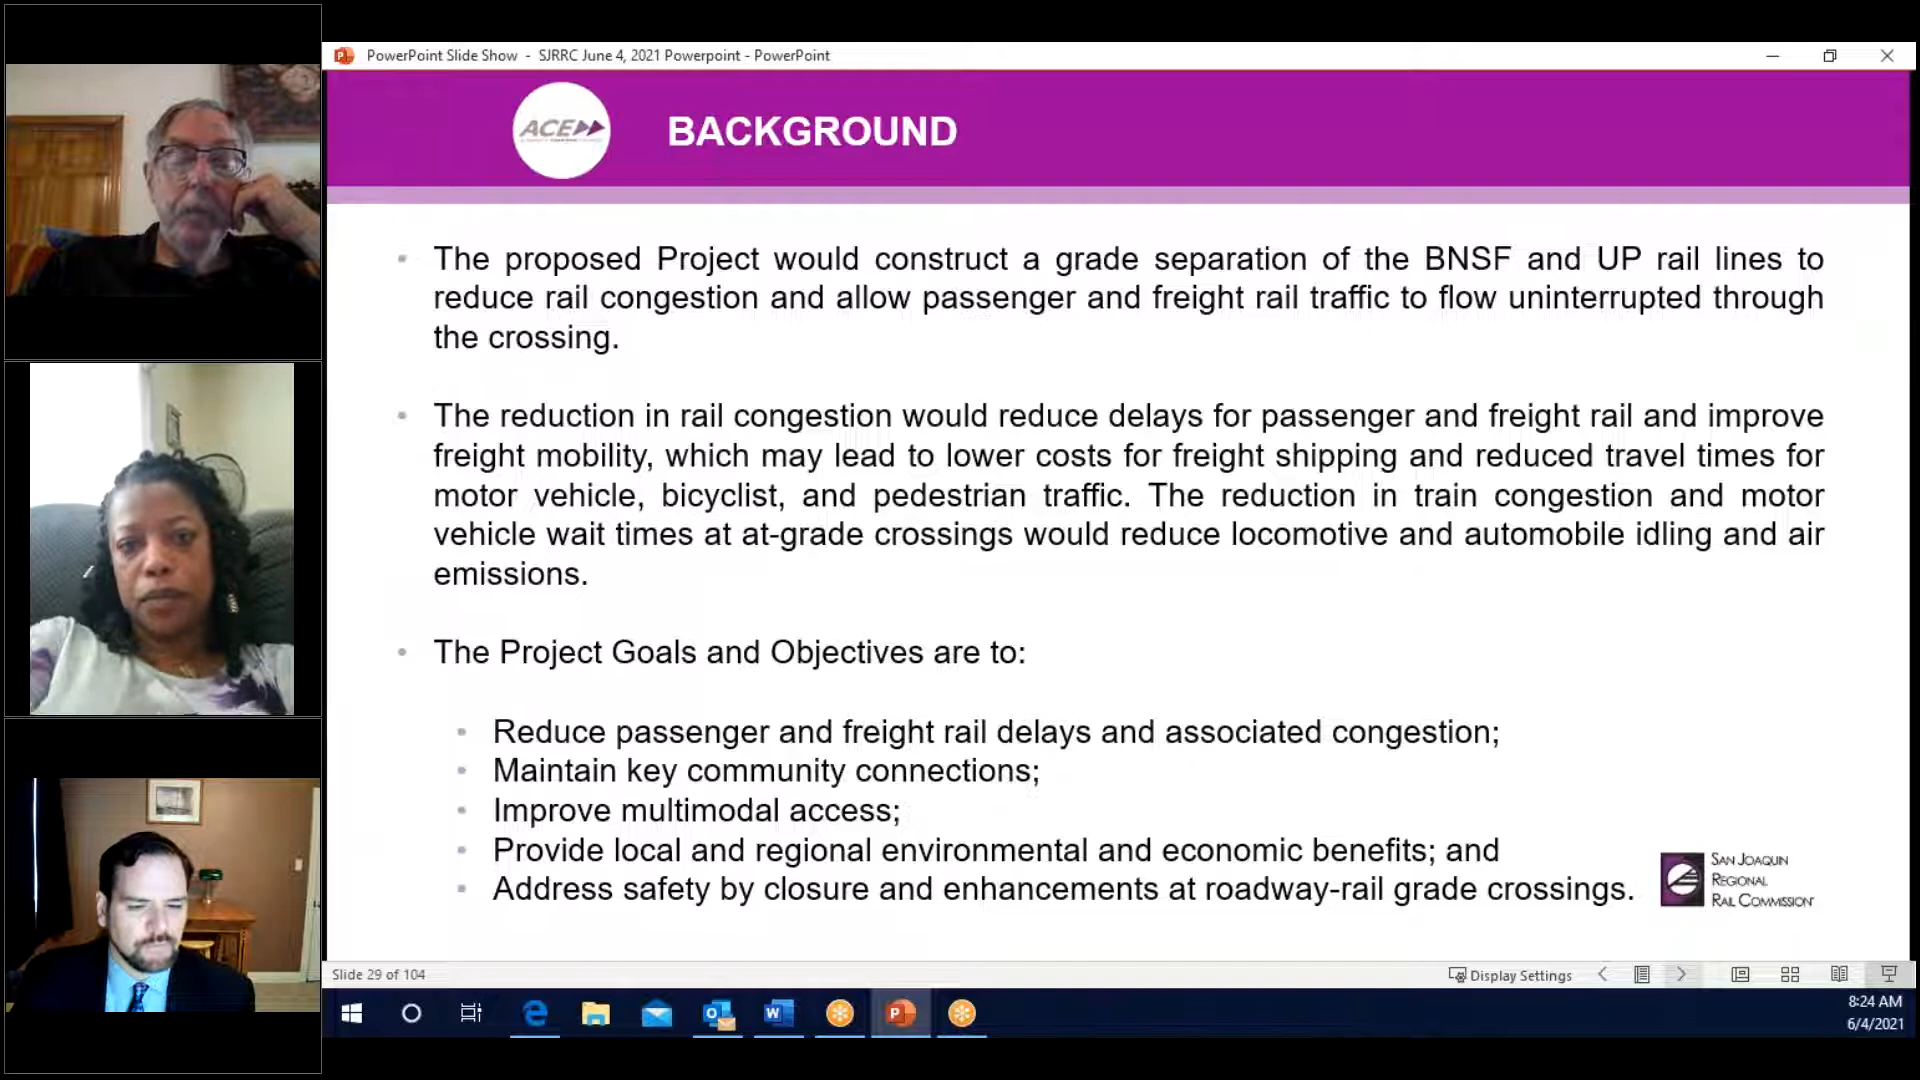 PowerPoint Slide Show - SJRRC June 4, 2021 Powerpoint - PowerPoint
ACE
BACKGROUND
The proposed Project would construct a grade separation of the BNSF and UP rail lines to
reduce rail congestion and allow passenger and freight rail traffic to flow uninterrupted through
the crossing.
The reduction in rail congestion would reduce delays for passenger and freight rail and improve
freight mobility, which may lead to lower costs for freight shipping and reduced travel times for
motor vehicle, bicyclist, and pedestrian traffic. The reduction in train congestion and motor
vehicle wait times at at-grade crossings would reduce locomotive and automobile idling and air
emissions.
The Project Goals and Objectives are to:
Reduce passenger and freight rail delays and associated congestion;
Maintain key community connections;
Improve multimodal access;
Provide local and regional environmental and economic benefits; and
Address safety by closure and enhancements at roadway-rail grade crossings.
SAN JOAQUIN
REGIONAL
RAIL COMMISSION
Slide 29 of 104
Display Settings
8:24 AM
6/4/2021